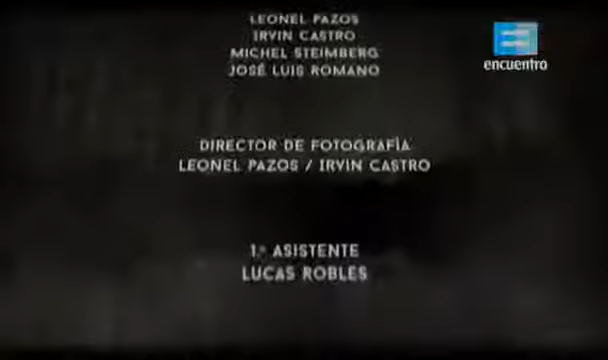 LEONEL PAZOS
IRVIN CASTRO
MICHEL STEIMBERG
JOSÉ LUIS ROMANO
encuentro
DIRECTOR DE FOTOGRAFÍA
LEONEL PAZOS / IRVIN CASTRO
1.º ASISTENTE
LUCAS ROBLES